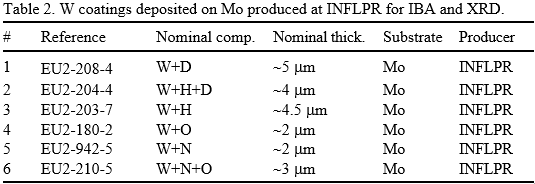 Table 2. W coatings deposited on Mo produced at INFLPR for IBA and XRD.
# Reference Nominal comp. Nominal thick. Substrate Producer
1 EU2-208-4 W+D ~5 µm Mo INFLPR
2 EU2-204-4 W+H+D ~4 µm Mo INFLPR
3 EU2-203-7 W+H ~4.5 µm Mo INFLPR
4 EU2-180-2 W+O ~2 µm Mo INFLPR
5 EU2-942-5 W+N ~2 µm Mo INFLPR
6 EU2-210-5 W+N+O ~3 µm Mo INFLPR